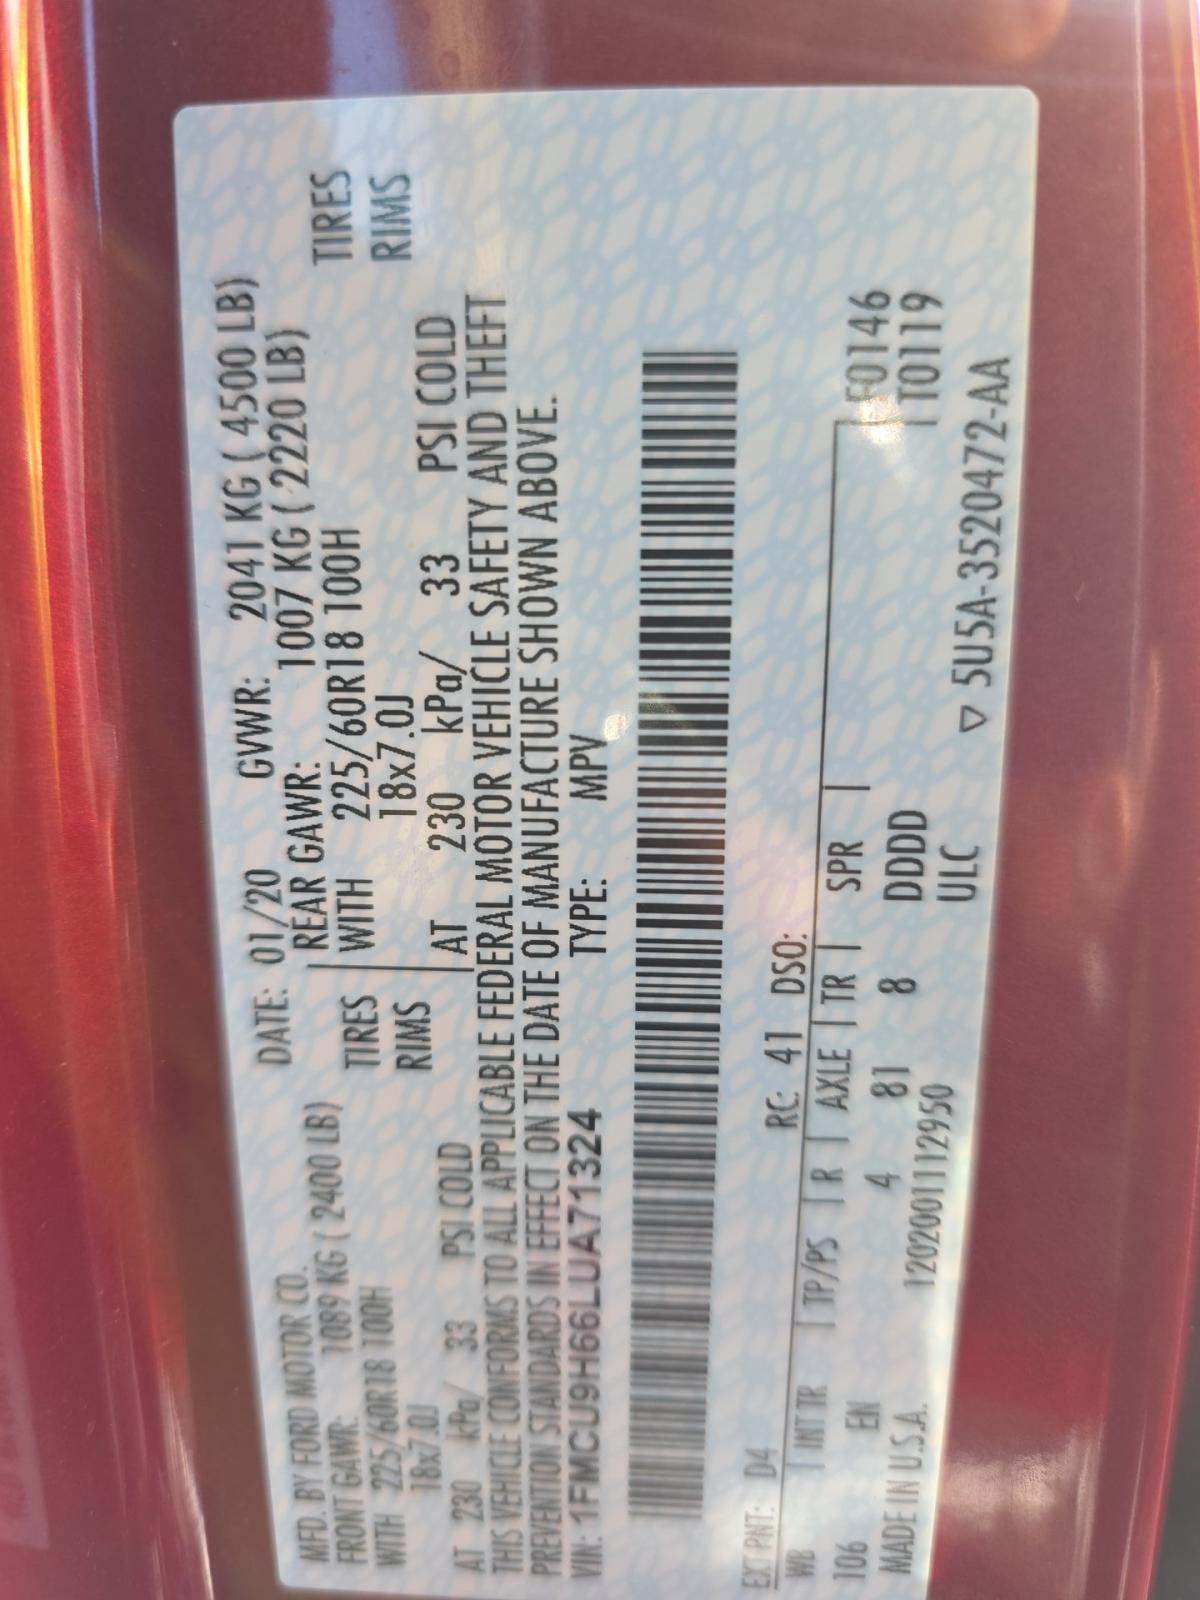 MFD. BY FORD MOTOR CO. DATE: 01/20 GVWR: 2041 KG ( 4500 LB)
FRONT GAWR: 1089 KG ( 2400 LB) REAR GAWR: 1007 KG ( 2220 LB)
WITH 225/60R18 100H TIRES WITH 225/60R18 100H TIRES
18x7.0J RIMS 18x7.0J RIMS
AT 230 kPa/ 33 PSI COLD AT 230 kPa/ 33 PSI COLD
THIS VEHICLE CONFORMS TO ALL APPLICABLE FEDERAL MOTOR VEHICLE SAFETY AND THEFT
PREVENTION STANDARDS IN EFFECT ON THE DATE OF MANUFACTURE SHOWN ABOVE.
VIN: 1FMCU9H66LUA71324 TYPE: MPV
EXT PNT: D4 RC: 41 DSO:
WB INT TR TP/PS R AXLE TR SPR F0146
106 EN 4 81 8 DDDD T0119
MADE IN U.S.A. 1202001112950 ULC
▽ 5U5A-3520472-AA